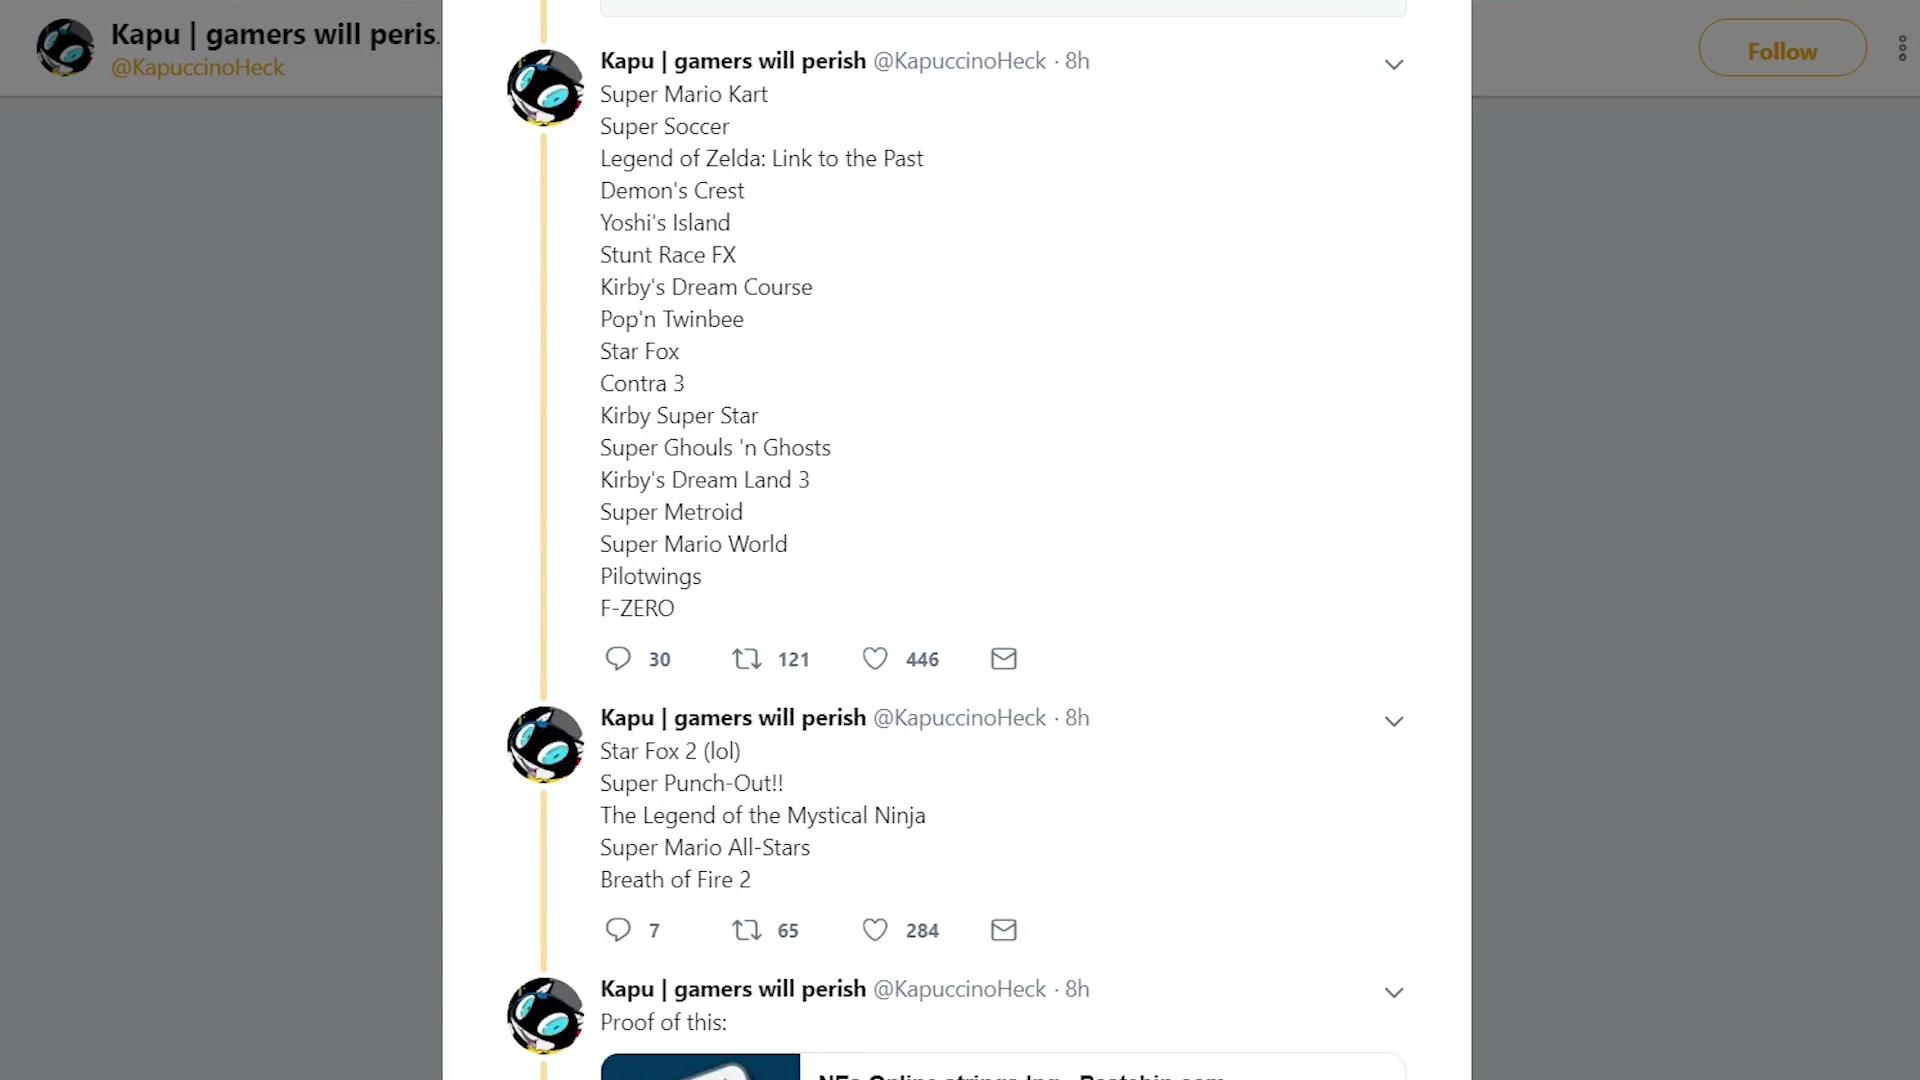 Kapu | gamers will peris.
@KapuccinoHeck
Follow
Kapu | gamers will perish @KapuccinoHeck · 8h
Super Mario Kart
Super Soccer
Legend of Zelda: Link to the Past
Demon's Crest
Yoshi's Island
Stunt Race FX
Kirby's Dream Course
Pop'n Twinbee
Star Fox
Contra 3
Kirby Super Star
Super Ghouls 'n Ghosts
Kirby's Dream Land 3
Super Metroid
Super Mario World
Pilotwings
F-ZERO
30 121 446
Kapu | gamers will perish @KapuccinoHeck · 8h
Star Fox 2 (lol)
Super Punch-Out!!
The Legend of the Mystical Ninja
Super Mario All-Stars
Breath of Fire 2
7 65 284
Kapu | gamers will perish @KapuccinoHeck · 8h
Proof of this: